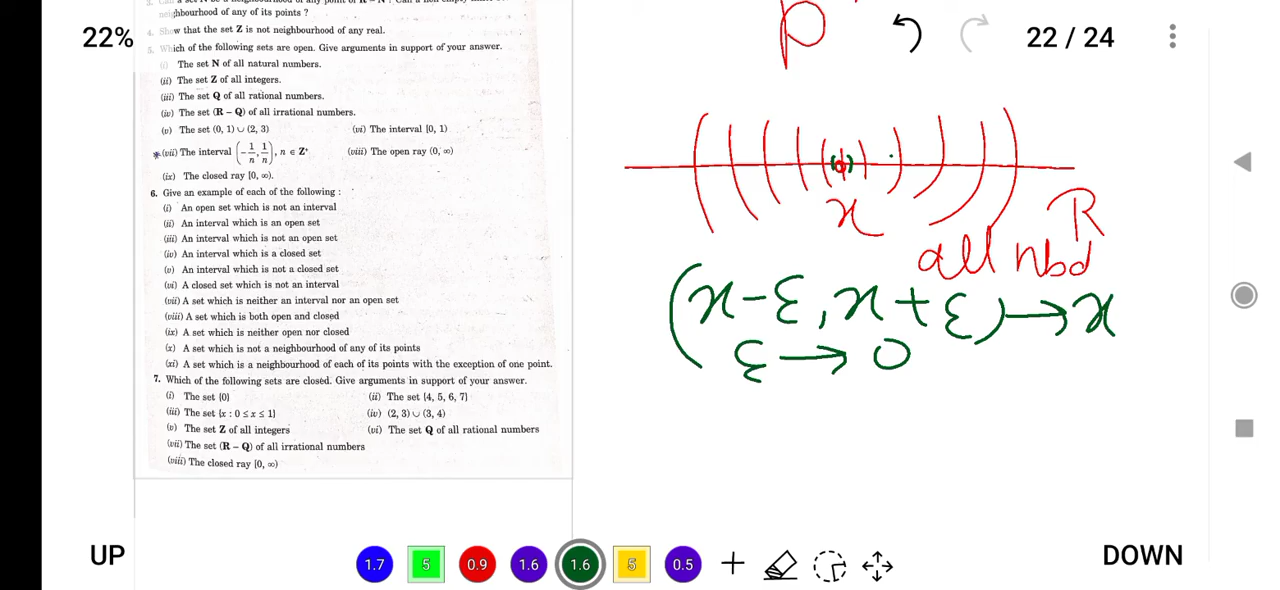 22%
neighbourhood of any of its points ?
4. Show that the set Z is not neighbourhood of any real.
5. Which of the following sets are open. Give arguments in support of your answer.
(i) The set N of all natural numbers.
(ii) The set Z of all integers.
(iii) The set Q of all rational numbers.
(iv) The set (R – Q) of all irrational numbers.
(v) The set (0, 1) ∪ (2, 3) (vi) The interval [0, 1)
*(vii) The interval (-1/n, 1/n), n ∈ Z⁺ (viii) The open ray (0, ∞)
(ix) The closed ray [0, ∞).
6. Give an example of each of the following :
(i) An open set which is not an interval
(ii) An interval which is an open set
(iii) An interval which is not an open set
(iv) An interval which is a closed set
(v) An interval which is not a closed set
(vi) A closed set which is not an interval
(vii) A set which is neither an interval nor an open set
(viii) A set which is both open and closed
(ix) A set which is neither open nor closed
(x) A set which is not a neighbourhood of any of its points
(xi) A set which is a neighbourhood of each of its points with the exception of one point.
7. Which of the following sets are closed. Give arguments in support of your answer.
(i) The set {0} (ii) The set {4, 5, 6, 7}
(iii) The set {x : 0 ≤ x ≤ 1} (iv) (2, 3) ∪ (3, 4)
(v) The set Z of all integers (vi) The set Q of all rational numbers
(vii) The set (R – Q) of all irrational numbers
(viii) The closed ray [0, ∞)
p
22 / 24
x
R
all nbd
(x-ε, x+ε) → x
ε → 0
UP
1.7 5 0.9 1.6 1.6 5 0.5
DOWN